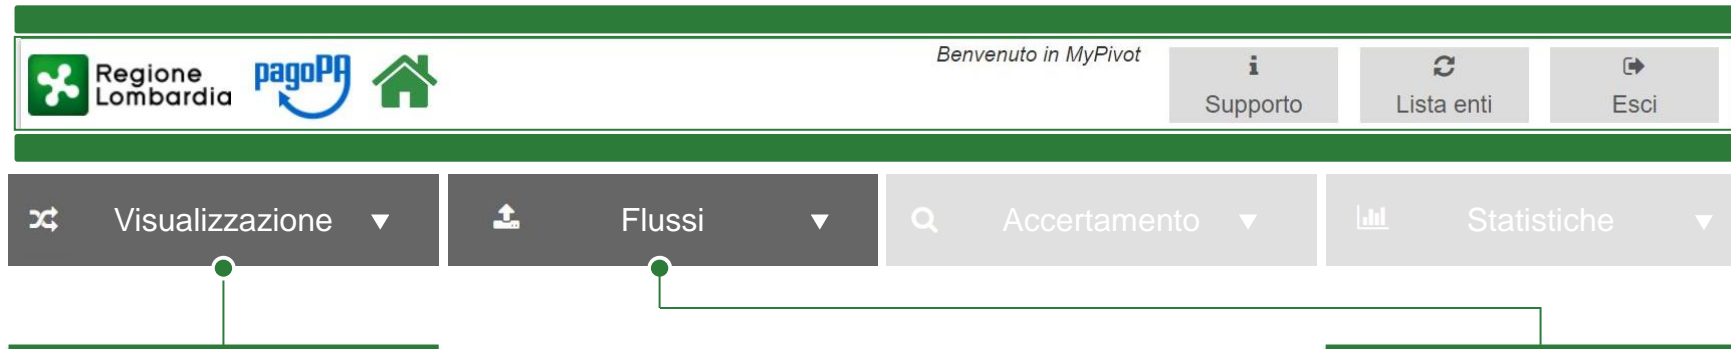 Regione
Lombardia
pagoPA
Benvenuto in MyPivot
Supporto
Lista enti
Esci
Visualizzazione
Flussi
Accertamento
Statistiche